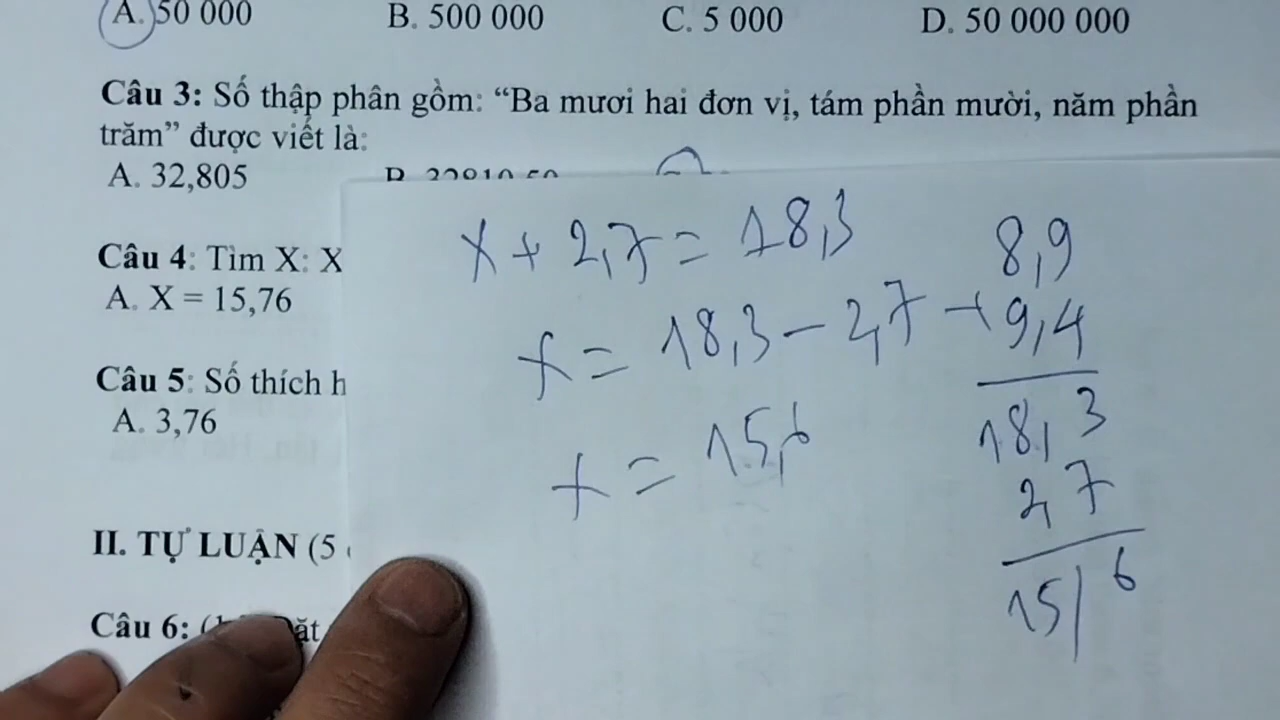 A. 50 000 B. 500 000 C. 5 000 D. 50 000 000
Câu 3: Số thập phân gồm: “Ba mươi hai đơn vị, tám phần mười, năm phần
trăm” được viết là:
A. 32,805
Câu 4: Tìm X: X
A. X = 15,76
Câu 5: Số thích h
A. 3,76
II. TỰ LUẬN (5
Câu 6:
x + 2,7 = 18,3
x = 18,3 - 2,7
x = 15,6
8,9
+ 9,4
18,3
2,7
15,6